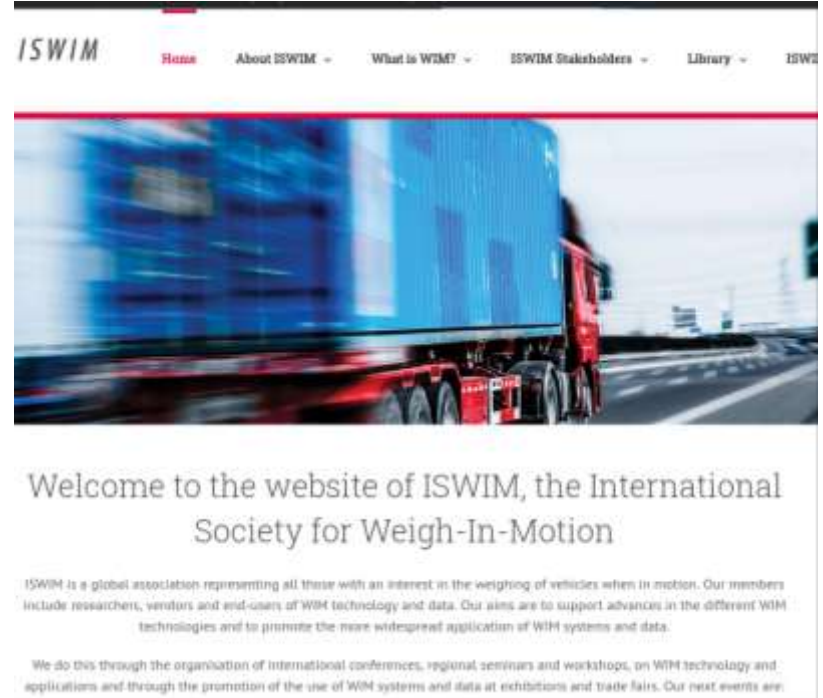 ISWIM
Home About ISWIM What is WIM? ISWIM Stakeholders Library ISWI
Welcome to the website of ISWIM, the International
Society for Weigh-In-Motion
ISWIM is a global association representing all those with an interest in the weighing of vehicles when in motion. Our members
include researchers, vendors and end-users of WIM technology and data. Our aims are to support advances in the different WIM
technologies and to promote the more widespread application of WIM systems and data.
We do this through the organisation of international conferences, regional seminars and workshops, on WIM technology and
applications and through the promotion of the use of WIM systems and data at exhibitions and trade fairs. Our next events are: